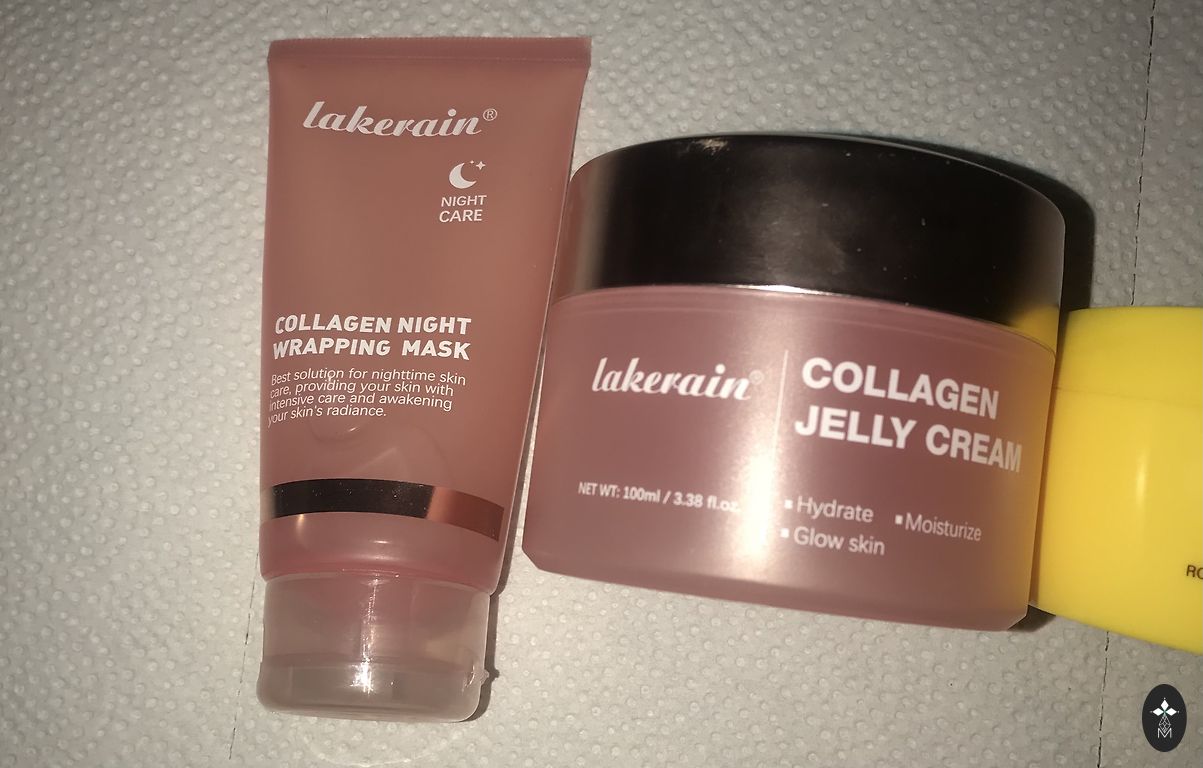 lakerain®
NIGHT
CARE
COLLAGEN NIGHT
WRAPPING MASK
Best solution for nighttime skin
care, providing your skin with
intensive care and awakening
your skin's radiance.
lakerain®
COLLAGEN
JELLY CREAM
NET WT: 100ml / 3.38 fl.oz.
▪Hydrate ▪Moisturize
▪Glow skin
M